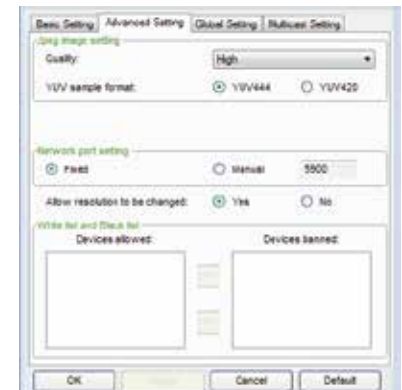 Basic Setting Advanced Setting Global Setting Multicast Setting
Jpeg image setting
Quality: High
YUV sample format: YUV444 YUV420
Network port setting
Fixed Manual 5900
Allow resolution to be changed: Yes No
White list and Black list
Devices allowed: Devices banned:
OK Cancel Default